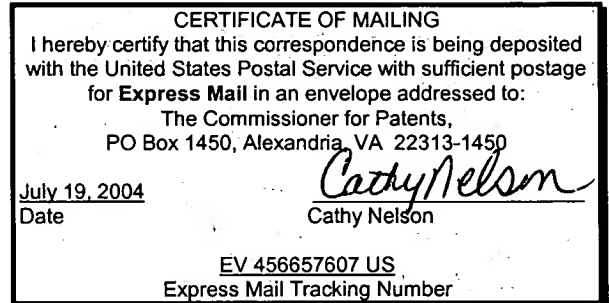 CERTIFICATE OF MAILING
I hereby certify that this correspondence is being deposited
with the United States Postal Service with sufficient postage
for Express Mail in an envelope addressed to:
The Commissioner for Patents,
PO Box 1450, Alexandria, VA 22313-1450
July 19, 2004 Cathy Nelson
Date Cathy Nelson
EV 456657607 US
Express Mail Tracking Number